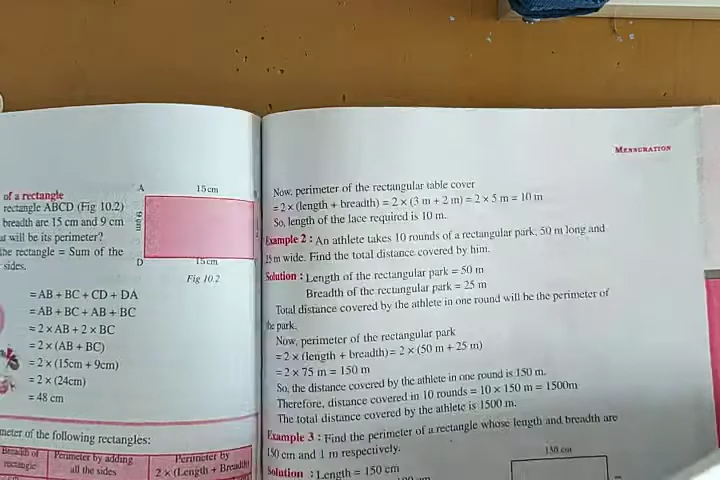 of a rectangle
rectangle ABCD (Fig 10.2)
breadth are 15 cm and 9 cm
will be its perimeter?
the rectangle = Sum of the
sides.
A
15 cm
9 cm
D
15 cm
Fig 10.2
= AB + BC + CD + DA
= AB + BC + AB + BC
= 2 × AB + 2 × BC
= 2 × (AB + BC)
= 2 × (15cm + 9cm)
= 2 × (24cm)
= 48 cm
meter of the following rectangles:
Breadth of
rectangle
Perimeter by adding
all the sides
Perimeter by
2 × (Length + Breadth)
MENSURATION
Now, perimeter of the rectangular table cover
= 2 × (length + breadth) = 2 × (3 m + 2 m) = 2 × 5 m = 10 m
So, length of the lace required is 10 m.
Example 2 : An athlete takes 10 rounds of a rectangular park, 50 m long and
25 m wide. Find the total distance covered by him.
Solution : Length of the rectangular park = 50 m
Breadth of the rectangular park = 25 m
Total distance covered by the athlete in one round will be the perimeter of
the park.
Now, perimeter of the rectangular park
= 2 × (length + breadth) = 2 × (50 m + 25 m)
= 2 × 75 m = 150 m
So, the distance covered by the athlete in one round is 150 m.
Therefore, distance covered in 10 rounds = 10 × 150 m = 1500m
The total distance covered by the athlete is 1500 m.
Example 3 : Find the perimeter of a rectangle whose length and breadth are
150 cm and 1 m respectively.
Solution : Length = 150 cm
150 cm